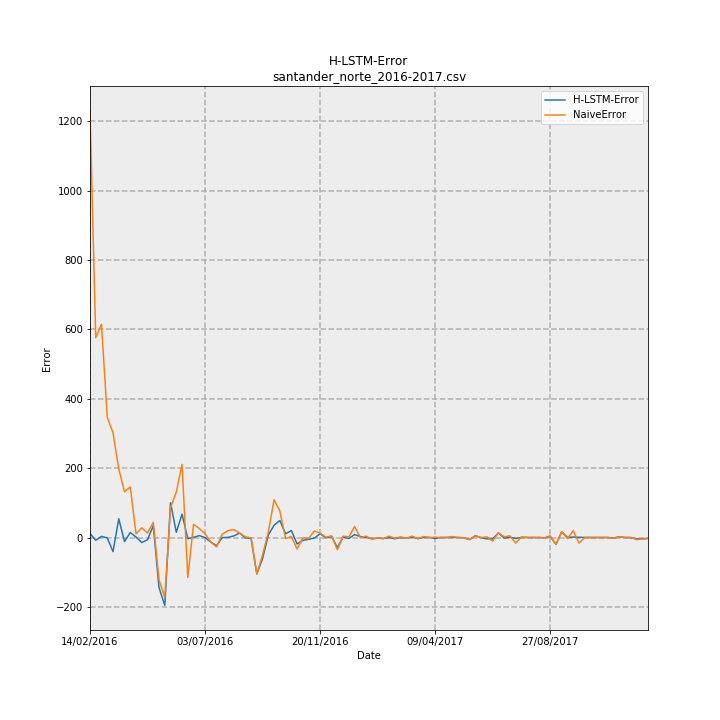 H-LSTM-Error
santander_norte_2016-2017.csv
H-LSTM-Error
NaiveError
1200
1000
800
600
400
200
0
−200
Error
14/02/2016
03/07/2016
20/11/2016
09/04/2017
27/08/2017
Date